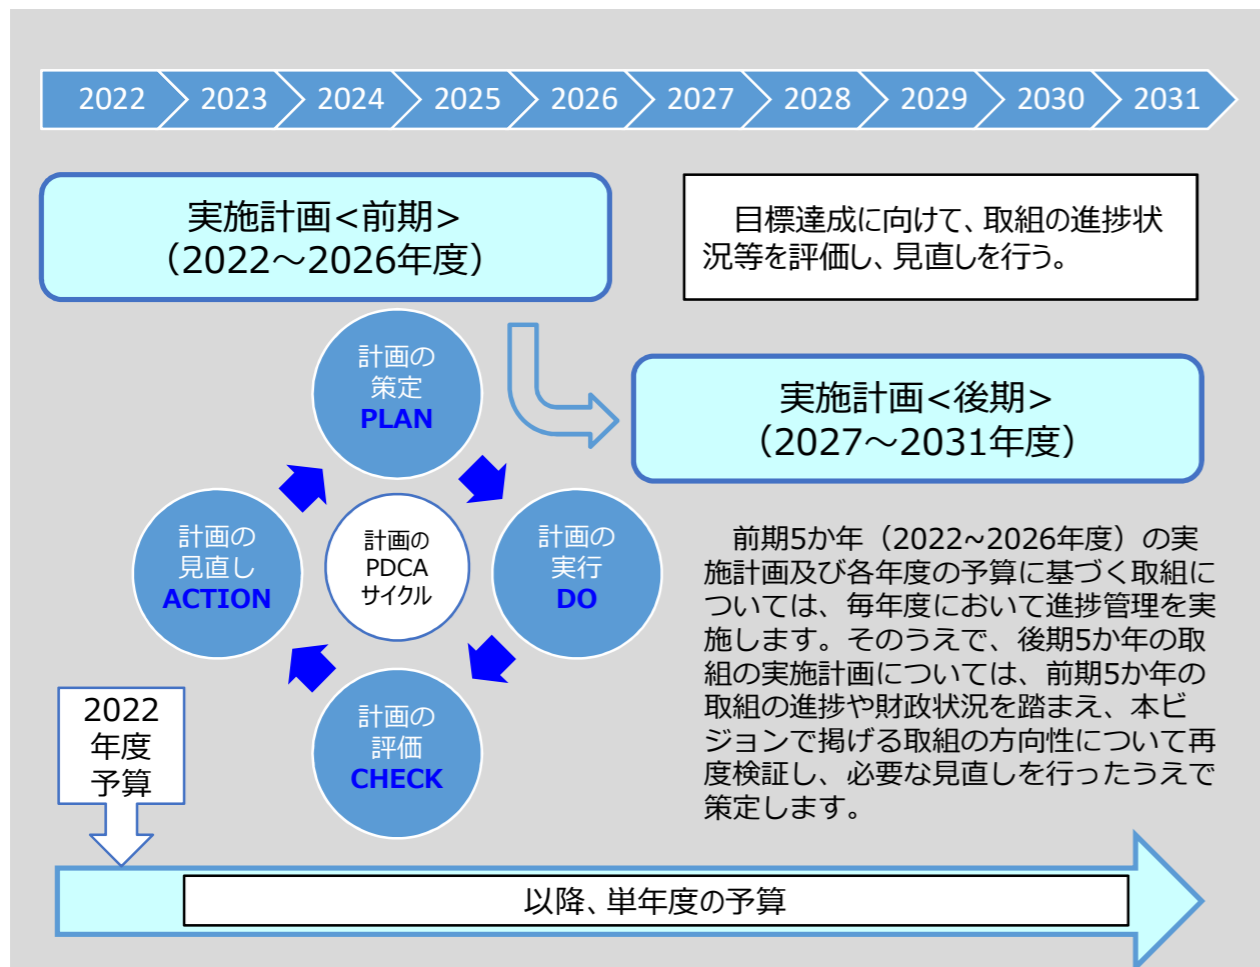 2022 2023 2024 2025 2026 2027 2028 2029 2030 2031
実施計画<前期>
（2022～2026年度）
　目標達成に向けて、取組の進捗状
況等を評価し、見直しを行う。
計画の
策定
PLAN
実施計画<後期>
（2027～2031年度）
計画の
見直し
ACTION
計画の
PDCA
サイクル
計画の
実行
DO
計画の
評価
CHECK
　前期5か年（2022~2026年度）の実
施計画及び各年度の予算に基づく取組に
ついては、毎年度において進捗管理を実
施します。そのうえで、後期5か年の取
組の実施計画については、前期5か年の
取組の進捗や財政状況を踏まえ、本ビ
ジョンで掲げる取組の方向性について再
度検証し、必要な見直しを行ったうえで
策定します。
2022
年度
予算
以降、単年度の予算